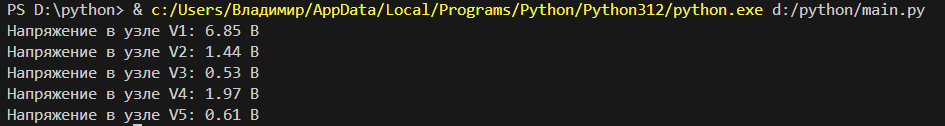 PS D:\python> & c:/Users/Владимир/AppData/Local/Programs/Python/Python312/python.exe d:/python/main.py
Напряжение в узле V1: 6.85 В
Напряжение в узле V2: 1.44 В
Напряжение в узле V3: 0.53 В
Напряжение в узле V4: 1.97 В
Напряжение в узле V5: 0.61 В